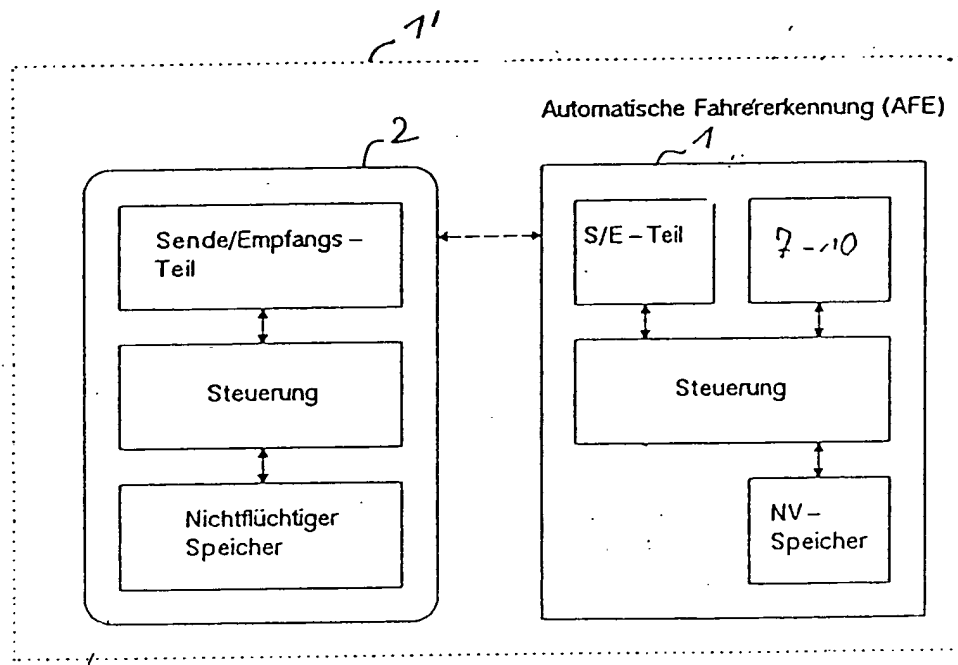 1'
Automatische Fahrererkennung (AFE)
2
1
Sende/Empfangs-
Teil
S/E-Teil
7-10
Steuerung
Steuerung
Nichtflüchtiger
Speicher
NV-
Speicher